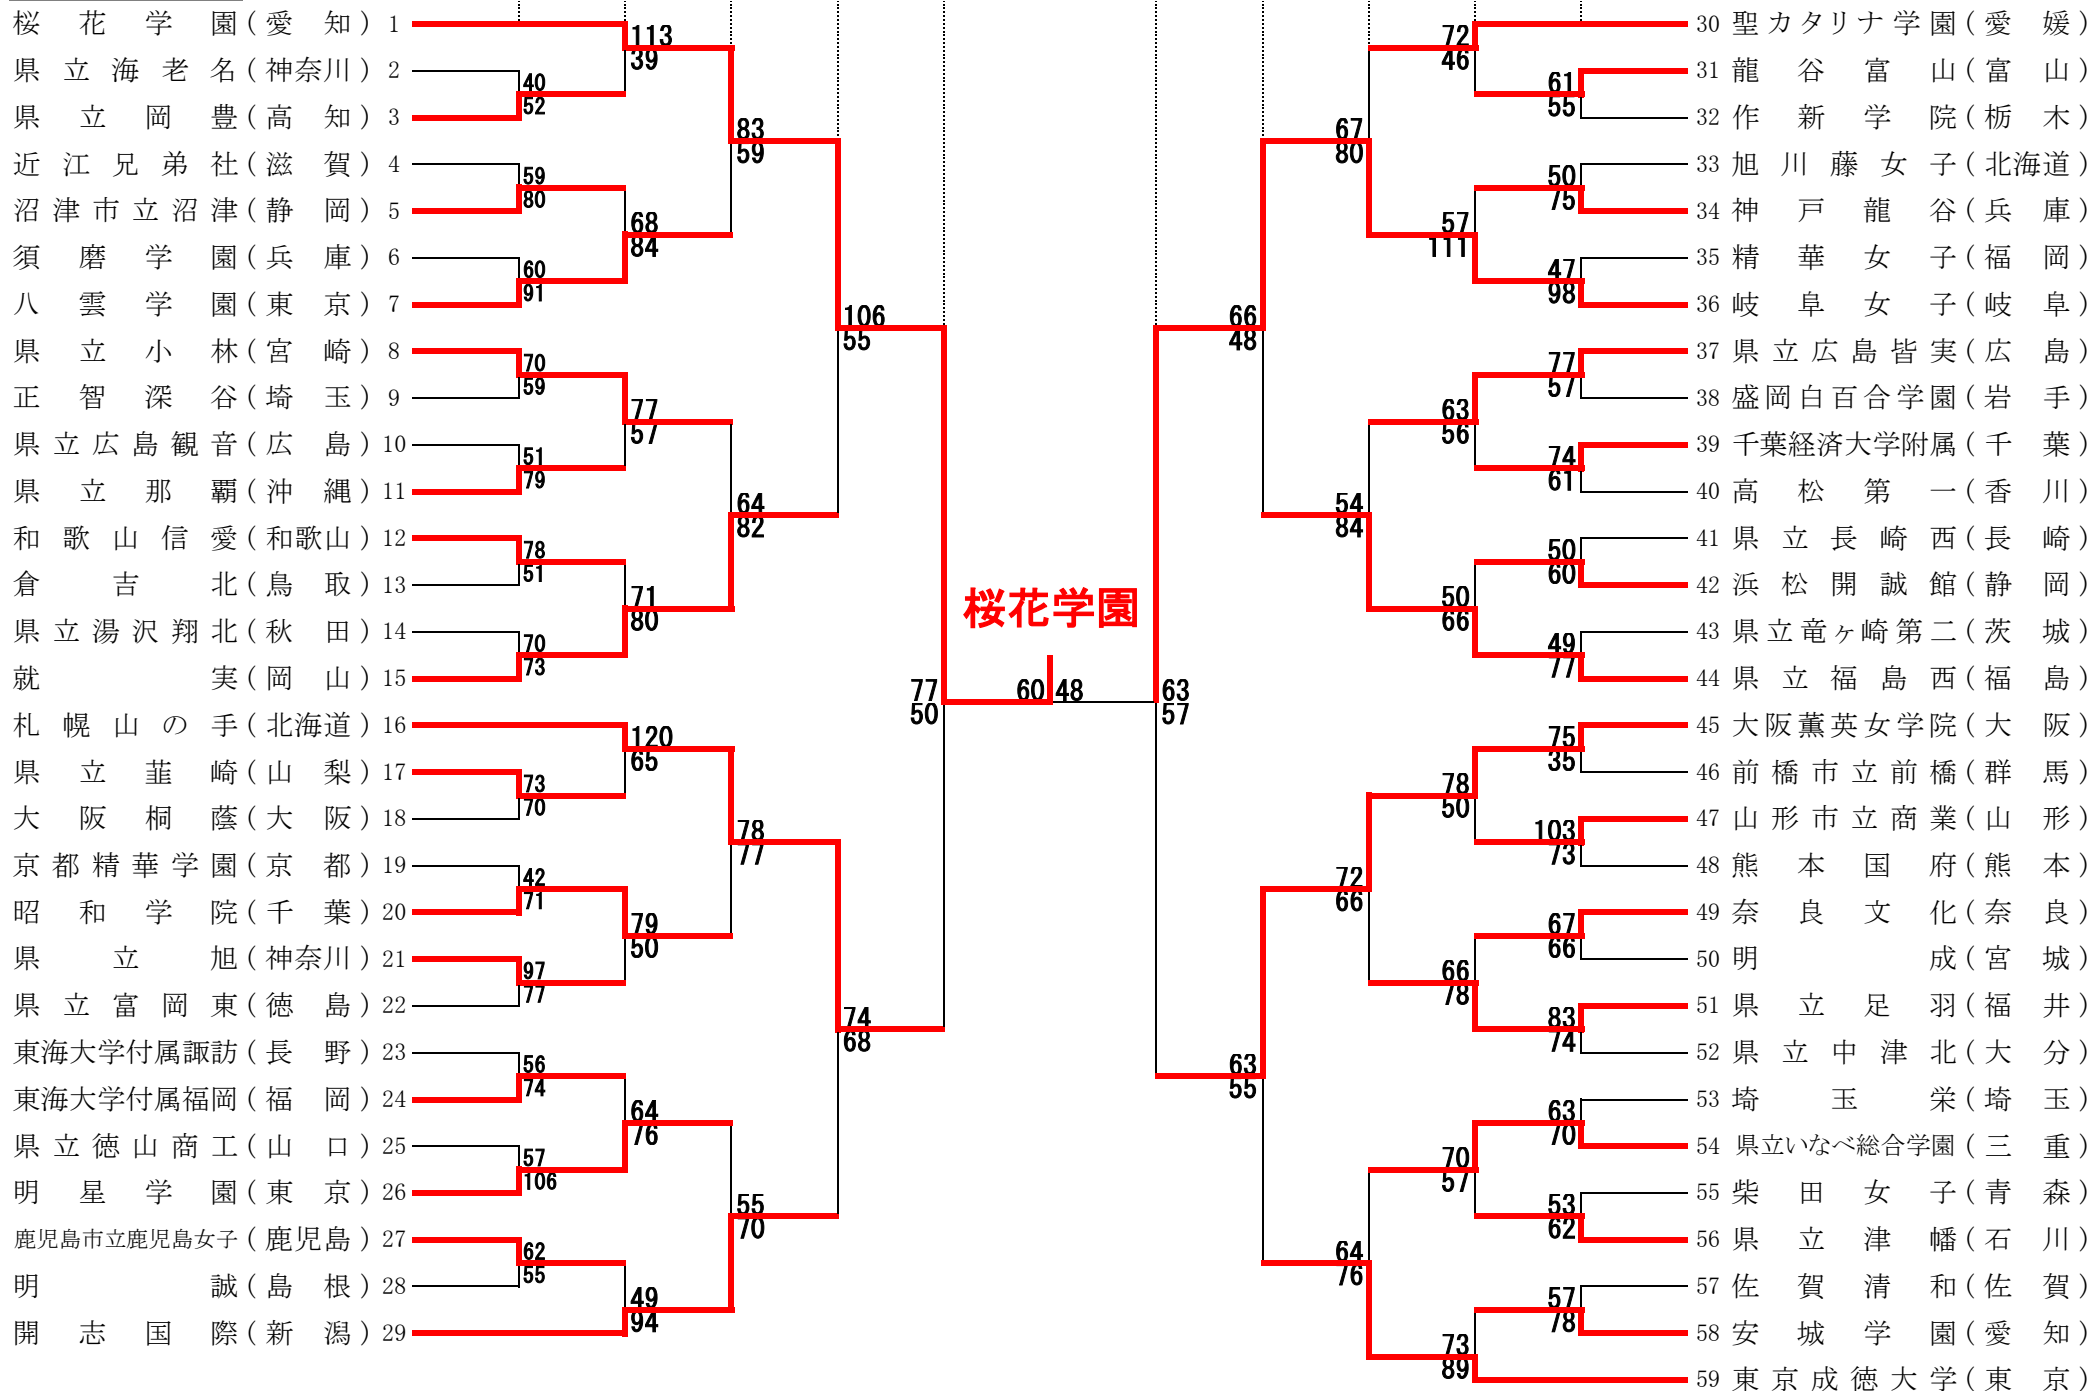 桜花学園(愛知) 1
県立海老名(神奈川) 2
県立岡豊(高知) 3
近江兄弟社(滋賀) 4
沼津市立沼津(静岡) 5
須磨学園(兵庫) 6
八雲学園(東京) 7
県立小林(宮崎) 8
正智深谷(埼玉) 9
県立広島観音(広島) 10
県立那覇(沖縄) 11
和歌山信愛(和歌山) 12
倉吉北(鳥取) 13
県立湯沢翔北(秋田) 14
就実(岡山) 15
札幌山の手(北海道) 16
県立韮崎(山梨) 17
大阪桐蔭(大阪) 18
京都精華学園(京都) 19
昭和学院(千葉) 20
県立旭(神奈川) 21
県立富岡東(徳島) 22
東海大学付属諏訪(長野) 23
東海大学付属福岡(福岡) 24
県立徳山商工(山口) 25
明星学園(東京) 26
鹿児島市立鹿児島女子(鹿児島) 27
明誠(島根) 28
開志国際(新潟) 29
40
52
59
80
60
91
70
59
51
79
78
51
70
73
73
70
42
71
97
77
56
74
57
106
62
55
113
39
68
84
77
57
71
80
120
65
79
50
64
76
49
94
83
59
64
82
78
77
55
70
106
55
74
68
77
50
桜花学園
60 48
63
57
66
48
63
55
67
80
54
84
72
66
64
76
72
46
57
111
63
56
50
66
78
50
66
78
70
57
73
89
61
55
50
75
47
98
77
57
74
61
50
60
49
77
75
35
103
73
67
66
83
74
63
70
53
62
57
78
30 聖カタリナ学園(愛媛)
31 龍谷富山(富山)
32 作新学院(栃木)
33 旭川藤女子(北海道)
34 神戸龍谷(兵庫)
35 精華女子(福岡)
36 岐阜女子(岐阜)
37 県立広島皆実(広島)
38 盛岡白百合学園(岩手)
39 千葉経済大学附属(千葉)
40 高松第一(香川)
41 県立長崎西(長崎)
42 浜松開誠館(静岡)
43 県立竜ヶ崎第二(茨城)
44 県立福島西(福島)
45 大阪薫英女学院(大阪)
46 前橋市立前橋(群馬)
47 山形市立商業(山形)
48 熊本国府(熊本)
49 奈良文化(奈良)
50 明成(宮城)
51 県立足羽(福井)
52 県立中津北(大分)
53 埼玉栄(埼玉)
54 県立いなべ総合学園(三重)
55 柴田女子(青森)
56 県立津幡(石川)
57 佐賀清和(佐賀)
58 安城学園(愛知)
59 東京成徳大学(東京)